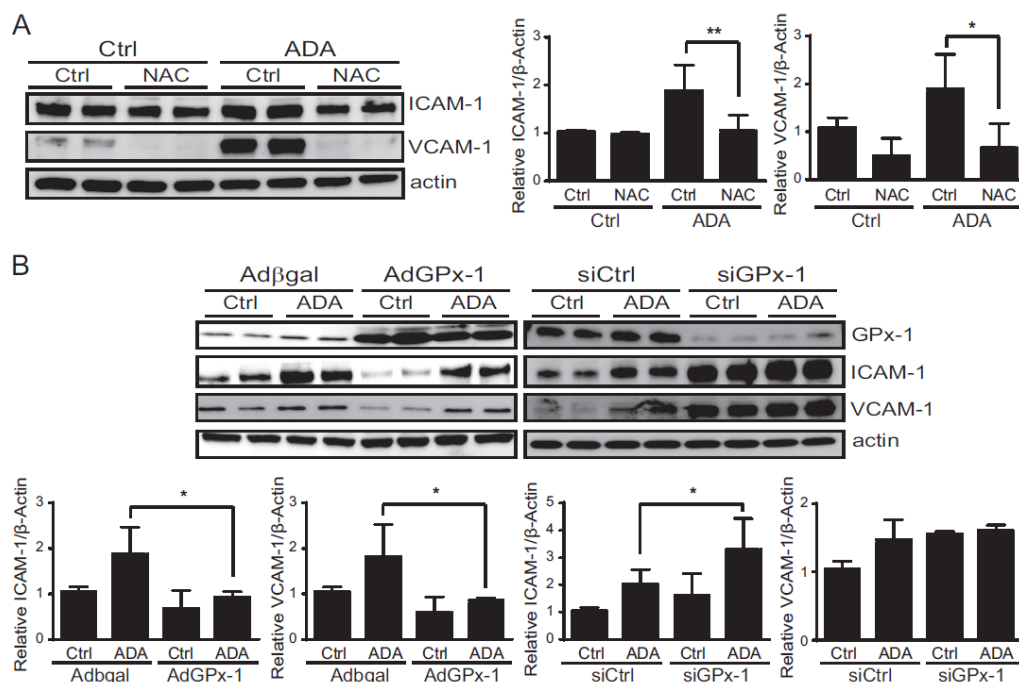 A
Ctrl ADA
Ctrl NAC Ctrl NAC
ICAM-1
VCAM-1
actin
Relative ICAM-1/β-Actin
3
2
1
0
**
Ctrl NAC Ctrl NAC
Ctrl ADA
Relative VCAM-1/β-Actin
3
2
1
0
*
Ctrl NAC Ctrl NAC
Ctrl ADA
B
Adβgal AdGPx-1 siCtrl siGPx-1
Ctrl ADA Ctrl ADA Ctrl ADA Ctrl ADA
GPx-1
ICAM-1
VCAM-1
actin
Relative ICAM-1/β-Actin
3
2
1
0
*
Ctrl ADA Ctrl ADA
Adbgal AdGPx-1
Relative VCAM-1/β-Actin
3
2
1
0
*
Ctrl ADA Ctrl ADA
Adbgal AdGPx-1
Relative ICAM-1/β-Actin
5
4
3
2
1
0
*
Ctrl ADA Ctrl ADA
siCtrl siGPx-1
Relative VCAM-1/β-Actin
2
1
0
Ctrl ADA Ctrl ADA
siCtrl siGPx-1